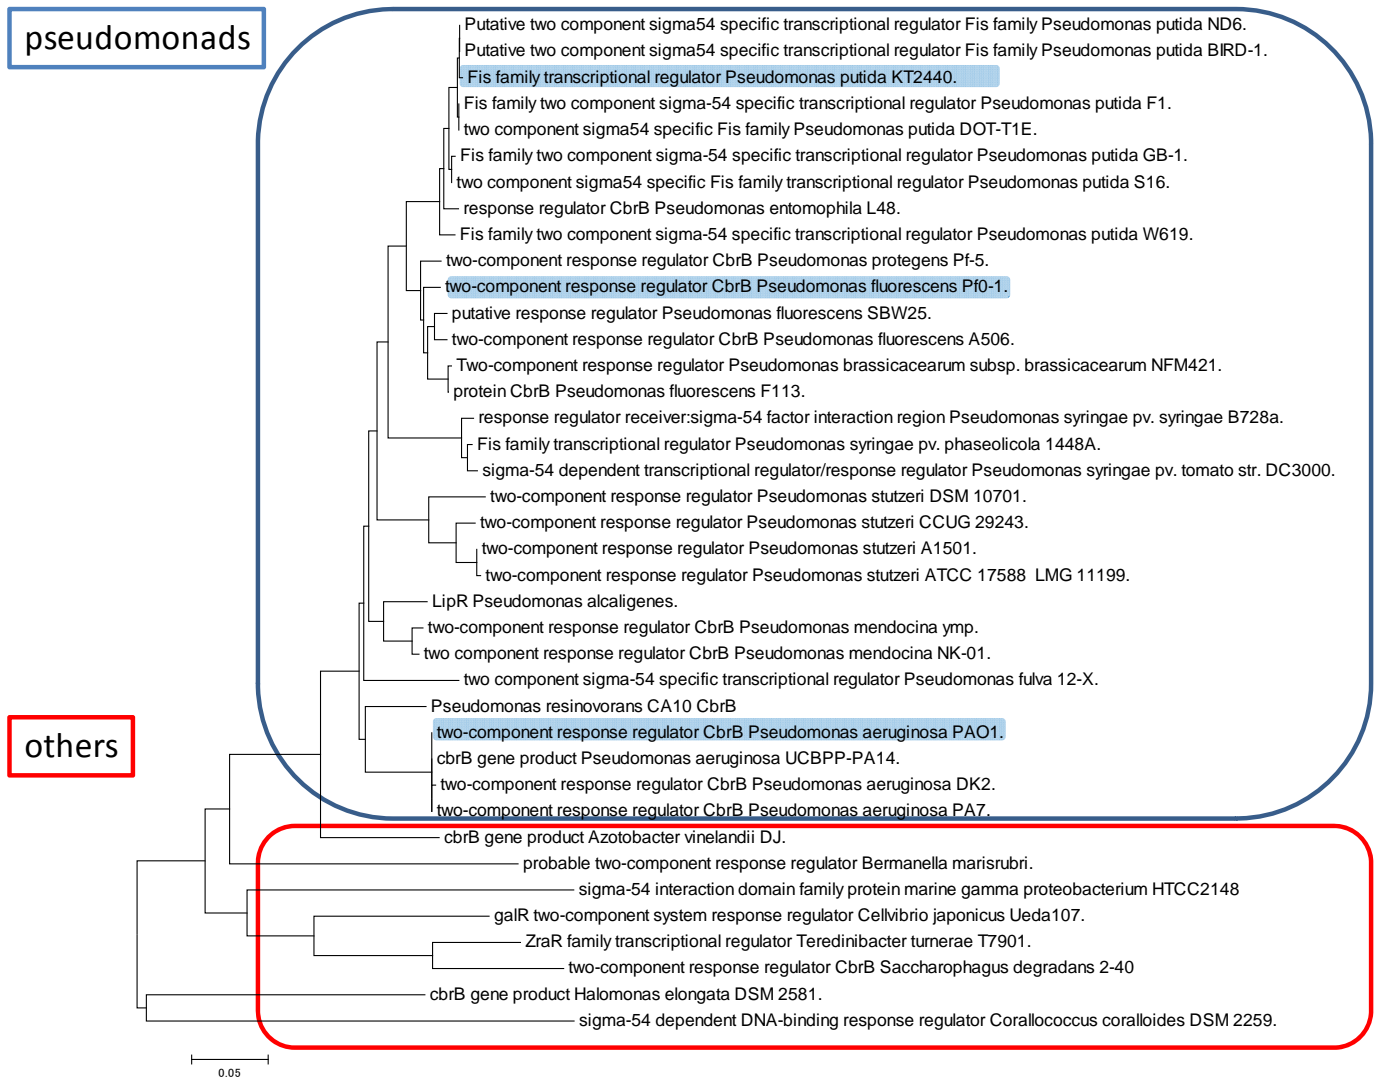 pseudomonads
Putative two component sigma54 specific transcriptional regulator Fis family Pseudomonas putida ND6.
Putative two component sigma54 specific transcriptional regulator Fis family Pseudomonas putida BIRD-1.
Fis family transcriptional regulator Pseudomonas putida KT2440.
Fis family two component sigma-54 specific transcriptional regulator Pseudomonas putida F1.
two component sigma54 specific Fis family Pseudomonas putida DOT-T1E.
Fis family two component sigma-54 specific transcriptional regulator Pseudomonas putida GB-1.
two component sigma54 specific Fis family transcriptional regulator Pseudomonas putida S16.
response regulator CbrB Pseudomonas entomophila L48.
Fis family two component sigma-54 specific transcriptional regulator Pseudomonas putida W619.
two-component response regulator CbrB Pseudomonas protegens Pf-5.
two-component response regulator CbrB Pseudomonas fluorescens Pf0-1.
putative response regulator Pseudomonas fluorescens SBW25.
two-component response regulator CbrB Pseudomonas fluorescens A506.
Two-component response regulator Pseudomonas brassicacearum subsp. brassicacearum NFM421.
protein CbrB Pseudomonas fluorescens F113.
response regulator receiver:sigma-54 factor interaction region Pseudomonas syringae pv. syringae B728a.
Fis family transcriptional regulator Pseudomonas syringae pv. phaseolicola 1448A.
sigma-54 dependent transcriptional regulator/response regulator Pseudomonas syringae pv. tomato str. DC3000.
two-component response regulator Pseudomonas stutzeri DSM 10701.
two-component response regulator Pseudomonas stutzeri CCUG 29243.
two-component response regulator Pseudomonas stutzeri A1501.
two-component response regulator Pseudomonas stutzeri ATCC 17588 LMG 11199.
LipR Pseudomonas alcaligenes.
two-component response regulator CbrB Pseudomonas mendocina ymp.
two component response regulator CbrB Pseudomonas mendocina NK-01.
two component sigma-54 specific transcriptional regulator Pseudomonas fulva 12-X.
Pseudomonas resinovorans CA10 CbrB
two-component response regulator CbrB Pseudomonas aeruginosa PAO1.
others
cbrB gene product Pseudomonas aeruginosa UCBPP-PA14.
two-component response regulator CbrB Pseudomonas aeruginosa DK2.
two-component response regulator CbrB Pseudomonas aeruginosa PA7.
cbrB gene product Azotobacter vinelandii DJ.
probable two-component response regulator Bermanella marisrubri.
sigma-54 interaction domain family protein marine gamma proteobacterium HTCC2148
galR two-component system response regulator Cellvibrio japonicus Ueda107.
ZraR family transcriptional regulator Teredinibacter turnerae T7901.
two-component response regulator CbrB Saccharophagus degradans 2-40
cbrB gene product Halomonas elongata DSM 2581.
sigma-54 dependent DNA-binding response regulator Corallococcus coralloides DSM 2259.
0.05